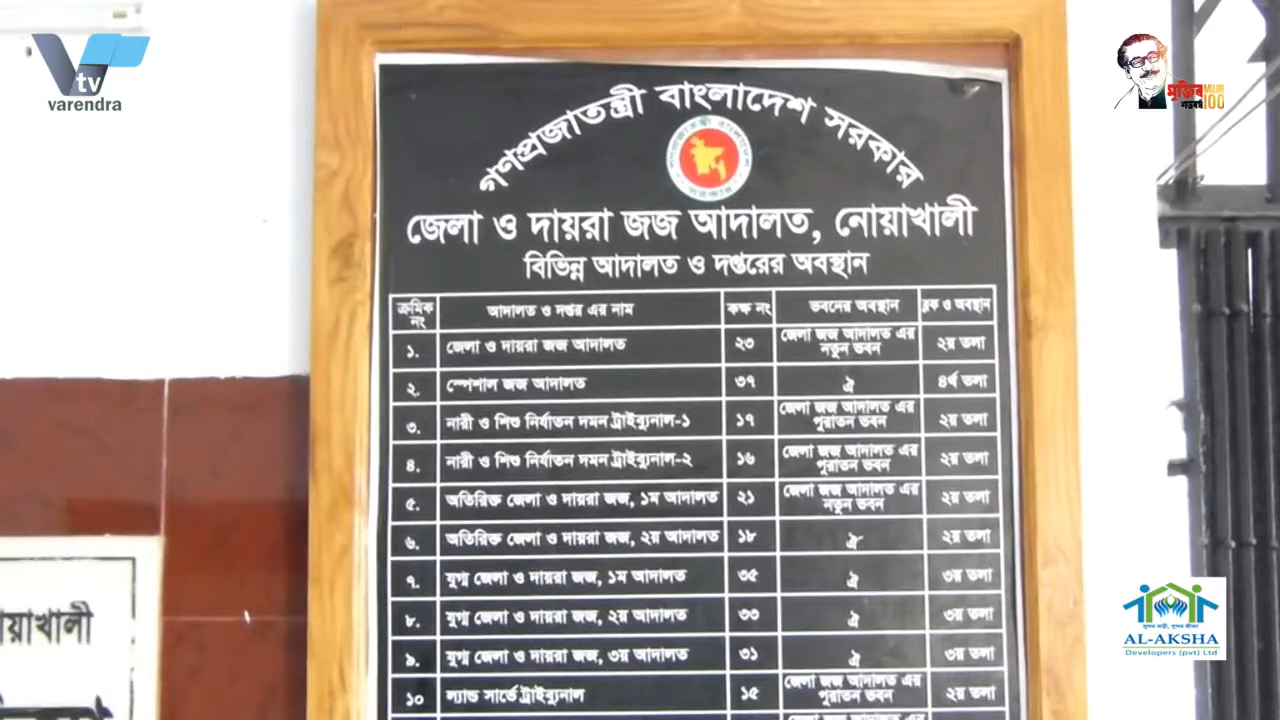 tv
varendra
মুজিব
শতবর্ষ
MUJIB
100
গণপ্রজাতন্ত্রী বাংলাদেশ সরকার
জেলা ও দায়রা জজ আদালত, নোয়াখালী
বিভিন্ন আদালত ও দপ্তরের অবস্থান
ক্রমিক নং আদালত ও দপ্তর এর নাম কক্ষ নং ভবনের অবস্থান ব্লক ও অবস্থান
১. জেলা ও দায়রা জজ আদালত ২৩ জেলা জজ আদালত এর নতুন ভবন ২য় তলা
২. স্পেশাল জজ আদালত ৩৭ ঐ ৪র্থ তলা
৩. নারী ও শিশু নির্যাতন দমন ট্রাইব্যুনাল-১ ১৭ জেলা জজ আদালত এর পুরাতন ভবন ২য় তলা
৪. নারী ও শিশু নির্যাতন দমন ট্রাইব্যুনাল-২ ১৬ জেলা জজ আদালত এর পুরাতন ভবন ২য় তলা
৫. অতিরিক্ত জেলা ও দায়রা জজ, ১ম আদালত ২১ জেলা জজ আদালত এর নতুন ভবন ২য় তলা
৬. অতিরিক্ত জেলা ও দায়রা জজ, ২য় আদালত ১৮ ঐ ২য় তলা
৭. যুগ্ম জেলা ও দায়রা জজ, ১ম আদালত ৩৫ ঐ ৩য় তলা
৮. যুগ্ম জেলা ও দায়রা জজ, ২য় আদালত ৩৩ ঐ ৩য় তলা
৯. যুগ্ম জেলা ও দায়রা জজ, ৩য় আদালত ৩১ ঐ ৩য় তলা
১০ ল্যান্ড সার্ভে ট্রাইব্যুনাল ১৫ জেলা জজ আদালত এর পুরাতন ভবন ২য় তলা
য়াখালী
AL-AKSHA
Developers (pvt) Ltd